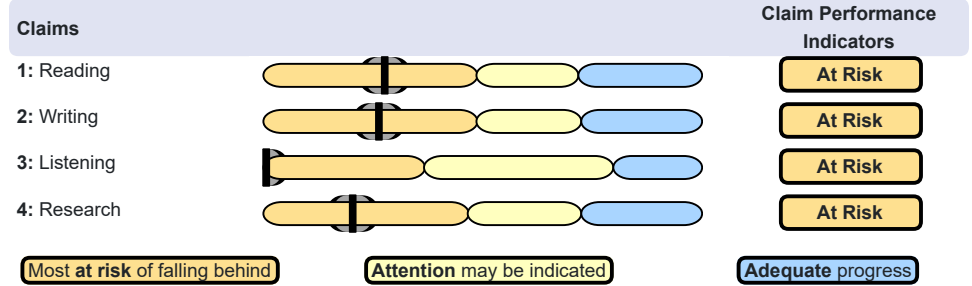 Claims
Claim Performance
Indicators
1: Reading
At Risk
2: Writing
At Risk
3: Listening
At Risk
4: Research
At Risk
Most at risk of falling behind
Attention may be indicated
Adequate progress